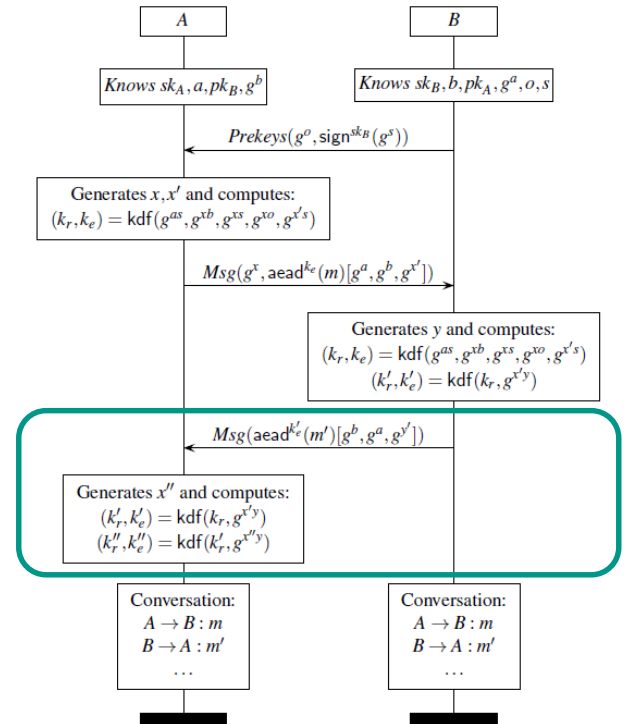 A
B
Knows sk_A, a, pk_B, g^b
Knows sk_B, b, pk_A, g^a, o, s
Prekeys(g^o, sign^{sk_B}(g^s))
Generates x, x′ and computes:
(k_r, k_e) = kdf(g^{as}, g^{xb}, g^{xs}, g^{xo}, g^{x′s})
Msg(g^x, aead^{k_e}(m)[g^a, g^b, g^{x′}])
Generates y and computes:
(k_r, k_e) = kdf(g^{as}, g^{xb}, g^{xs}, g^{xo}, g^{x′s})
(k′_r, k′_e) = kdf(k_r, g^{x′y})
Msg(aead^{k′_e}(m′)[g^b, g^a, g^{y′}])
Generates x″ and computes:
(k′_r, k′_e) = kdf(k_r, g^{x′y})
(k″_r, k″_e) = kdf(k′_r, g^{x″y})
Conversation:
A → B : m
B → A : m′
…
Conversation:
A → B : m
B → A : m′
…